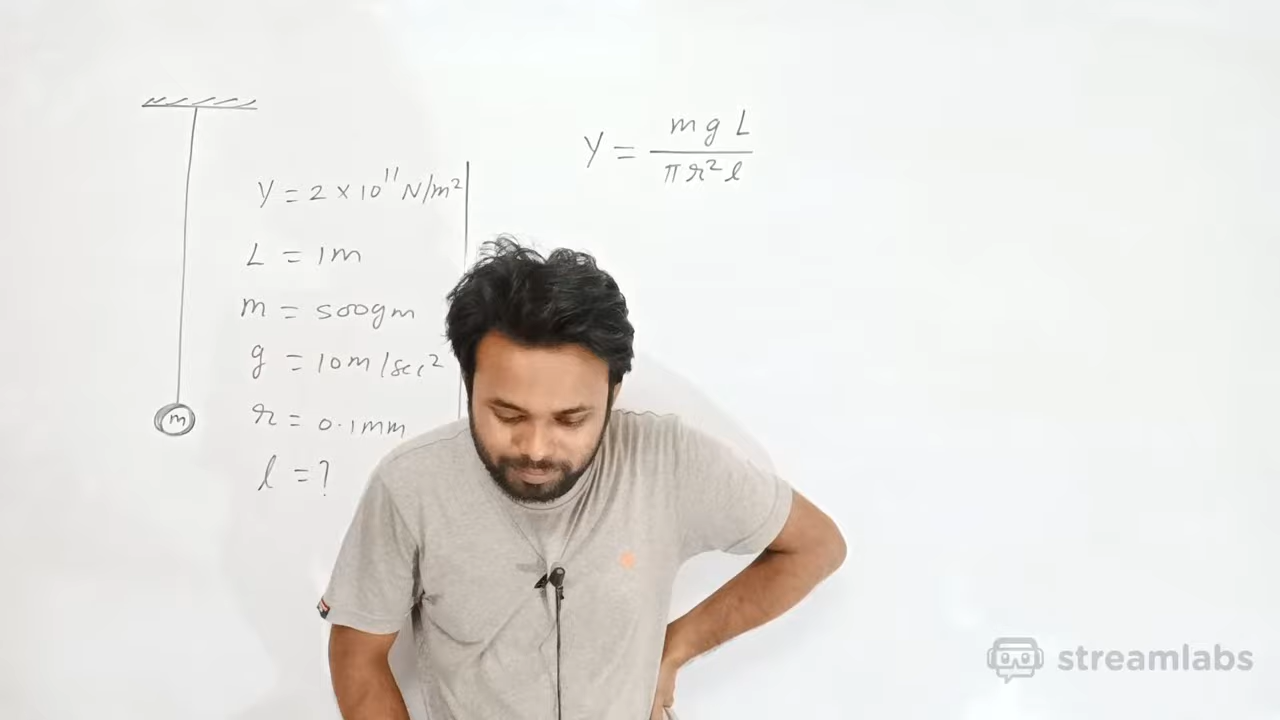 Y = 2 × 10¹¹ N/m²
L = 1m
m = 500gm
g = 10m/sec²
r = 0.1mm
l = ?
m
Y = mgL / πr²l
streamlabs